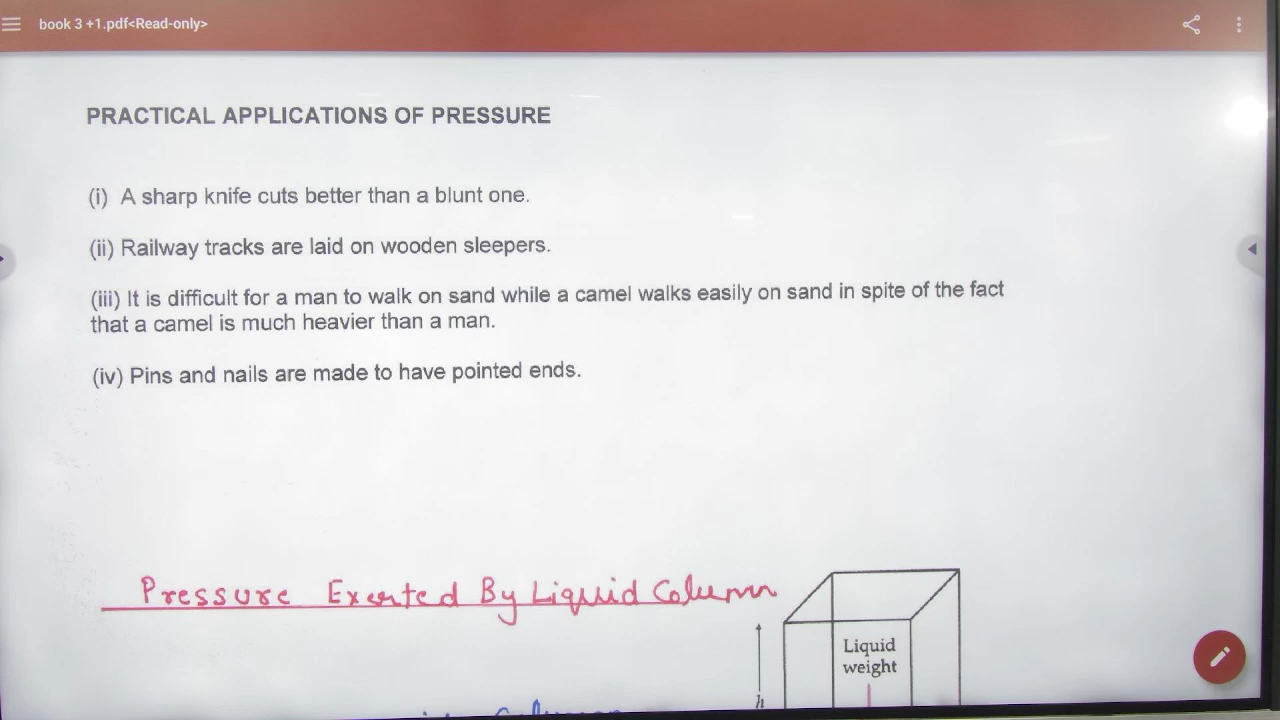 book 3 +1.pdf<Read-only>
PRACTICAL APPLICATIONS OF PRESSURE
(i) A sharp knife cuts better than a blunt one.
(ii) Railway tracks are laid on wooden sleepers.
(iii) It is difficult for a man to walk on sand while a camel walks easily on sand in spite of the fact
that a camel is much heavier than a man.
(iv) Pins and nails are made to have pointed ends.
Pressure Exerted By Liquid Column
Liquid
weight
h